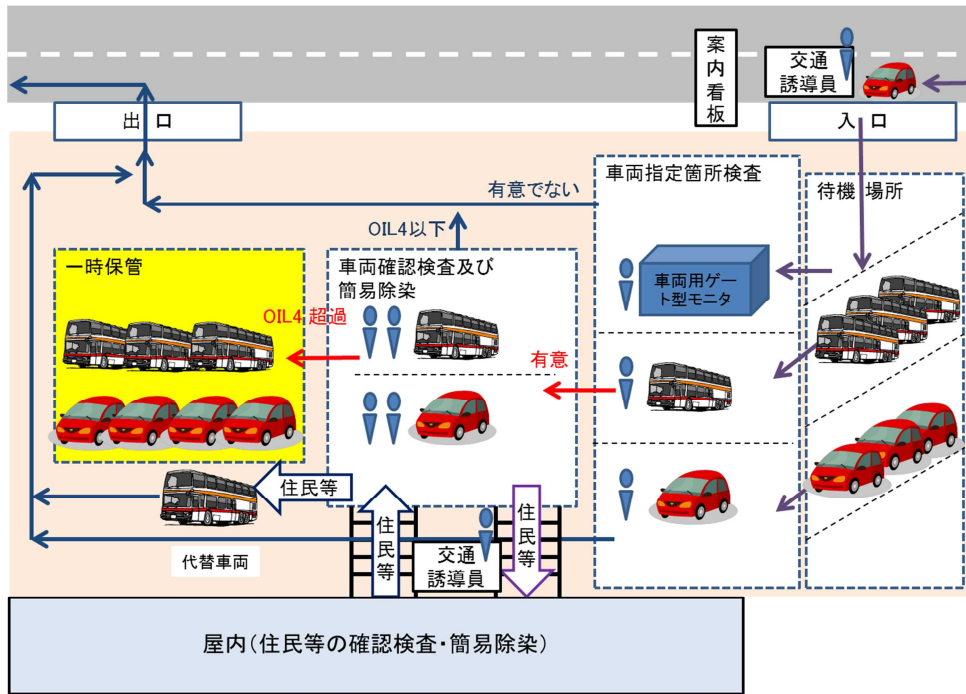 案内看板
交通
誘導員
出 口
入 口
車両指定箇所検査
待機 場所
有意でない
OIL4以下
一時保管
車両確認検査及び
簡易除染
車両用ゲー
ト型モニタ
OIL4 超過
有意
住民等
住民等
住民等
交通
誘導員
代替車両
屋内(住民等の確認検査・簡易除染)